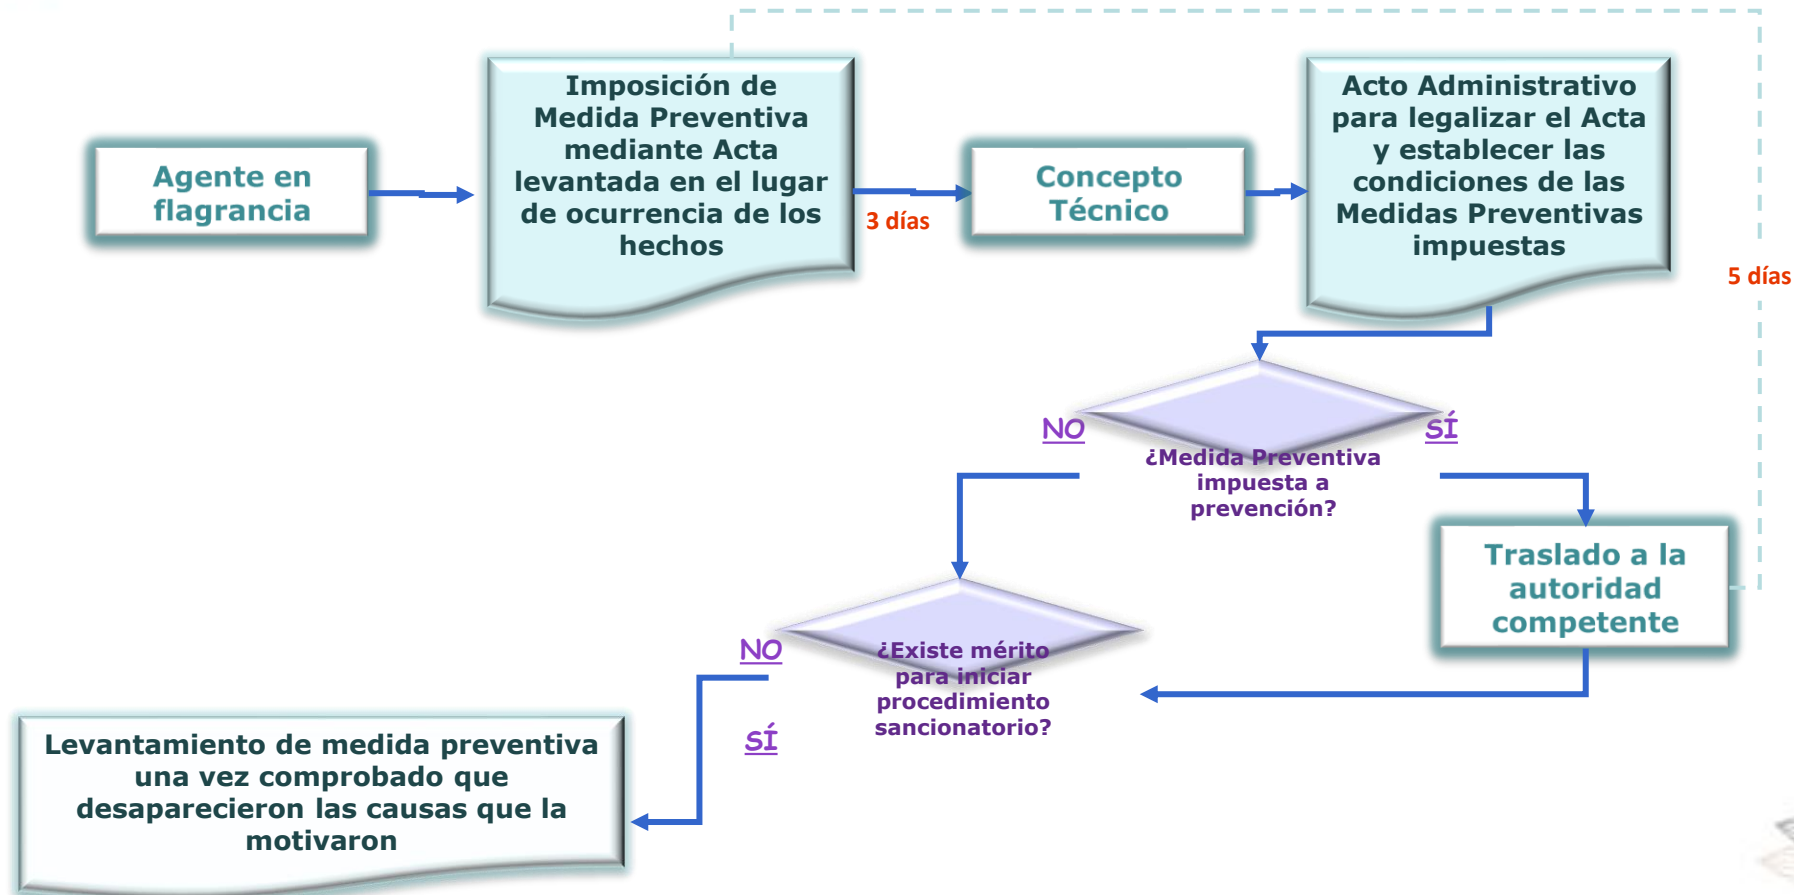 Agente en
flagrancia
Imposición de
Medida Preventiva
mediante Acta
levantada en el lugar
de ocurrencia de los
hechos
3 días
Concepto
Técnico
Acto Administrativo
para legalizar el Acta
y establecer las
condiciones de las
Medidas Preventivas
impuestas
5 días
NO
SÍ
¿Medida Preventiva
impuesta a
prevención?
Traslado a la
autoridad
competente
NO
¿Existe mérito
para iniciar
procedimiento
sancionatorio?
SÍ
Levantamiento de medida preventiva
una vez comprobado que
desaparecieron las causas que la
motivaron